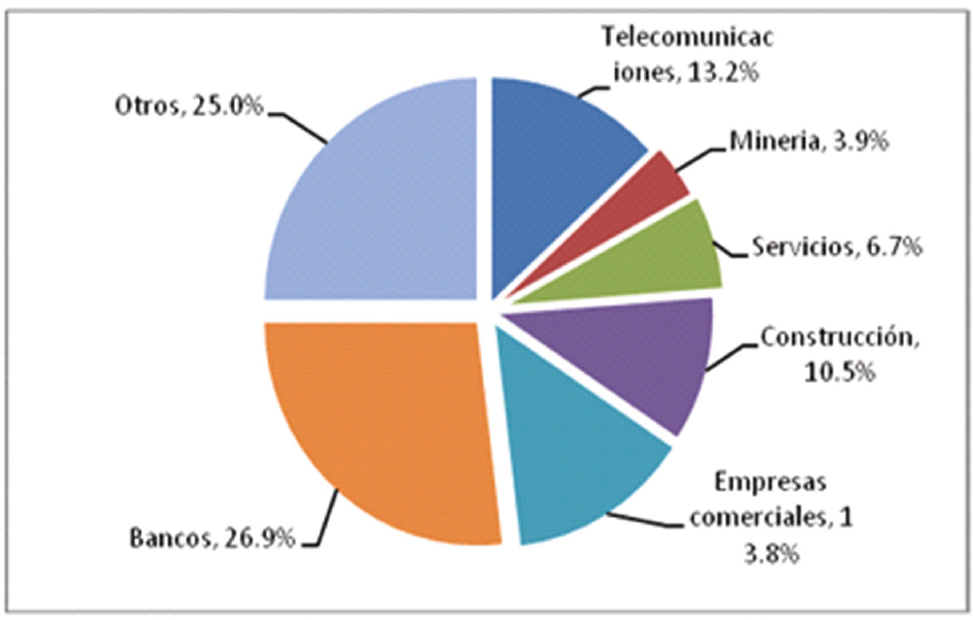 Telecomunicac
iones, 13.2%
Otros, 25.0%
Mineria, 3.9%
Servicios, 6.7%
Construcción,
10.5%
Empresas
comerciales, 1
3.8%
Bancos, 26.9%